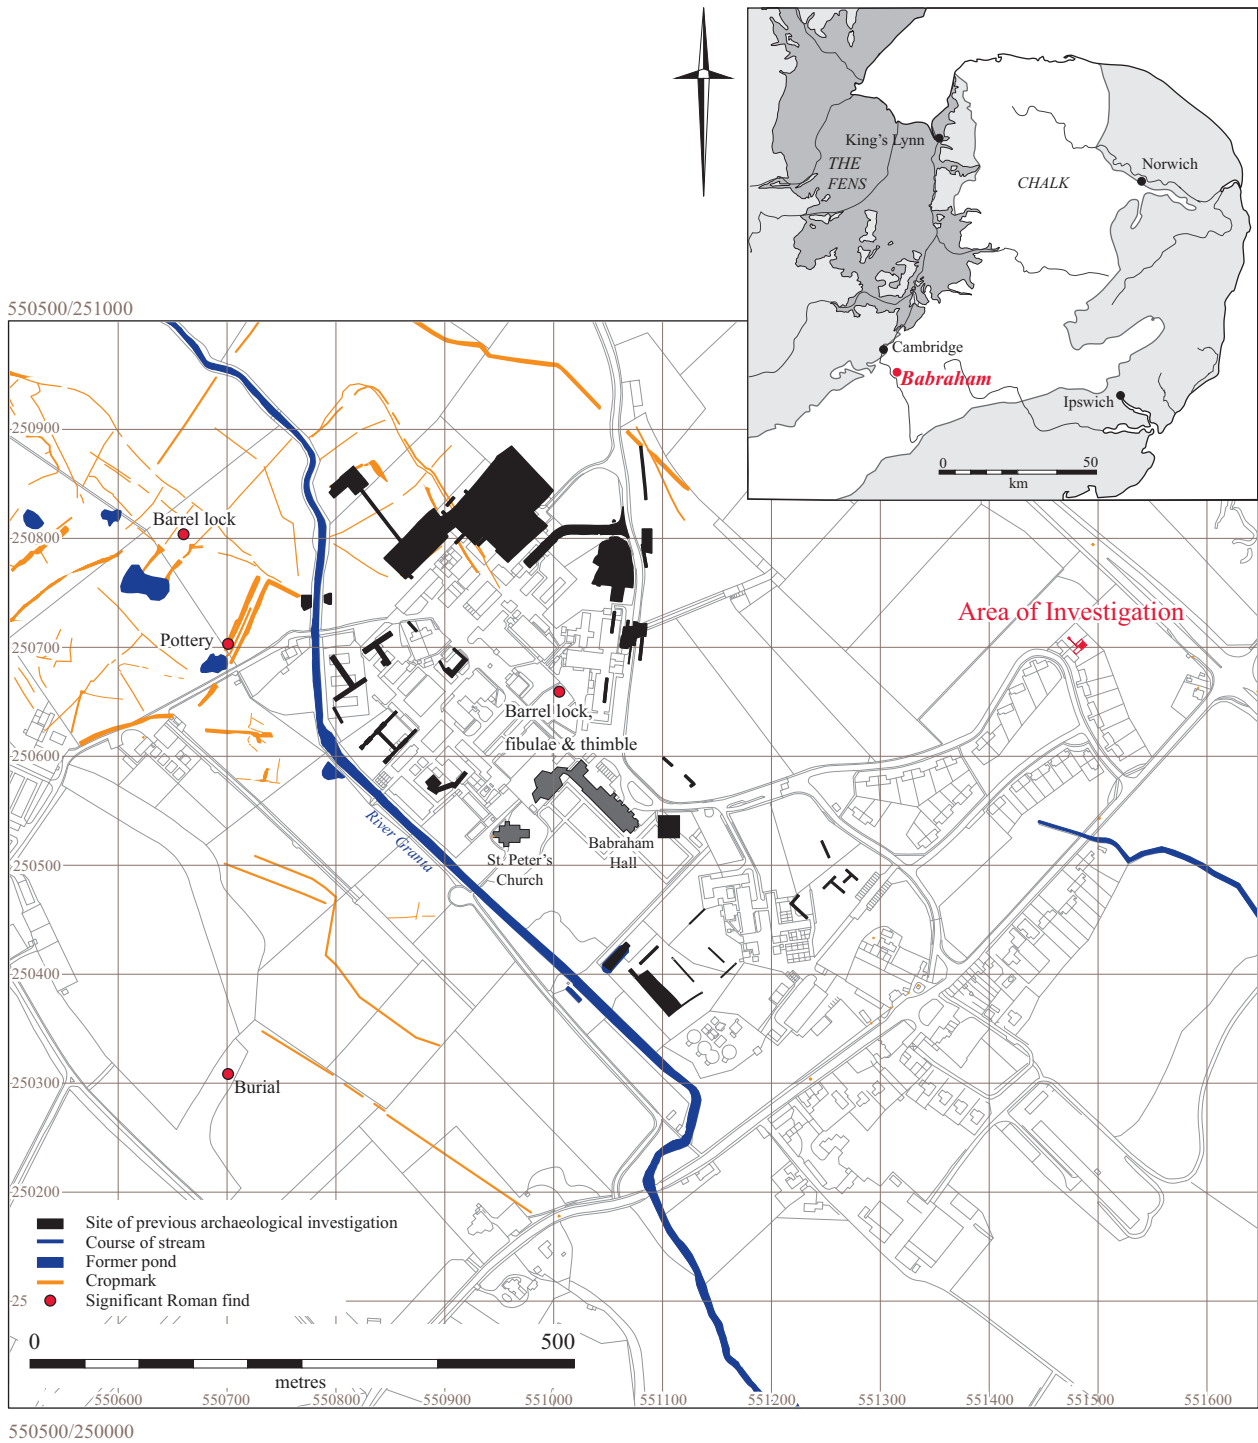 King's Lynn
THE
FENS
CHALK
Norwich
Cambridge
Babraham
Ipswich
0 50
km
550500/251000
250900
250800
250700
250600
250500
250400
250300
250200
25
Barrel lock
Pottery
Area of Investigation
Barrel lock,
fibulae & thimble
River Granta
St. Peter's
Church
Babraham
Hall
Burial
Site of previous archaeological investigation
Course of stream
Former pond
Cropmark
Significant Roman find
0 500
metres
550600 550700 550800 550900 551000 551100 551200 551300 551400 551500 551600
550500/250000